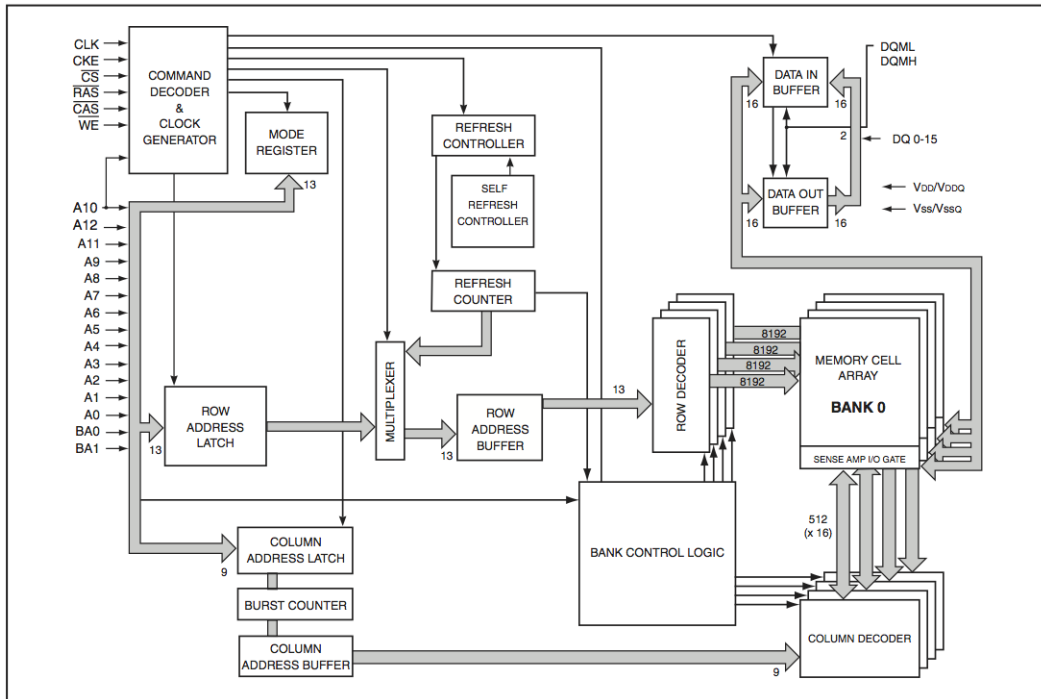 CLK
CKE
CS
RAS
CAS
WE
A10
A12
A11
A9
A8
A7
A6
A5
A4
A3
A2
A1
A0
BA0
BA1
COMMAND
DECODER
&
CLOCK
GENERATOR
MODE
REGISTER
13
REFRESH
CONTROLLER
SELF
REFRESH
CONTROLLER
REFRESH
COUNTER
DATA IN
BUFFER
16
16
2
DQML
DQMH
DQ 0-15
DATA OUT
BUFFER
16
16
VDD/VDDQ
VSS/VSSQ
13
ROW
ADDRESS
LATCH
MULTIPLEXER
13
ROW
ADDRESS
BUFFER
13
ROW DECODER
8192
8192
8192
8192
MEMORY CELL
ARRAY
BANK 0
SENSE AMP I/O GATE
512
(x 16)
BANK CONTROL LOGIC
9
COLUMN
ADDRESS LATCH
BURST COUNTER
COLUMN
ADDRESS BUFFER
9
COLUMN DECODER